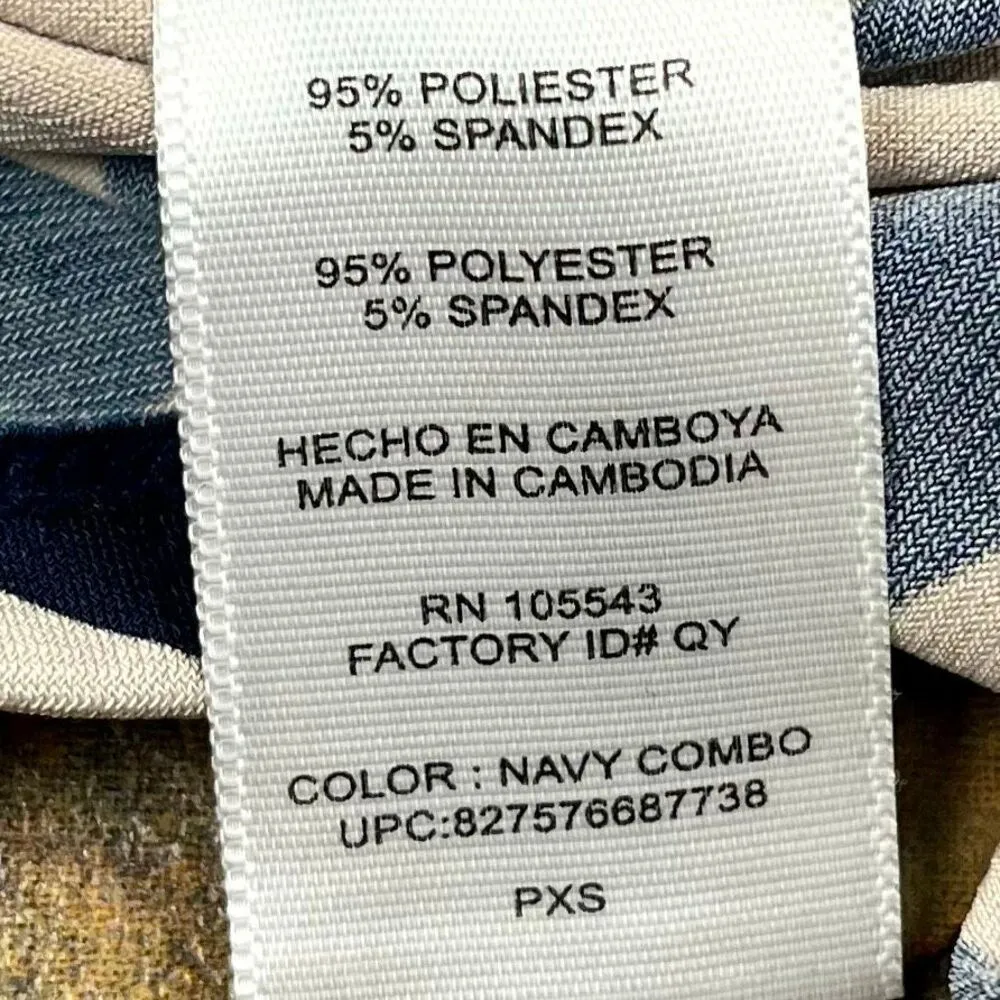 95% POLIESTER
5% SPANDEX
95% POLYESTER
5% SPANDEX
HECHO EN CAMBOYA
MADE IN CAMBODIA
RN 105543
FACTORY ID# QY
COLOR : NAVY COMBO
UPC:827576687738
PXS